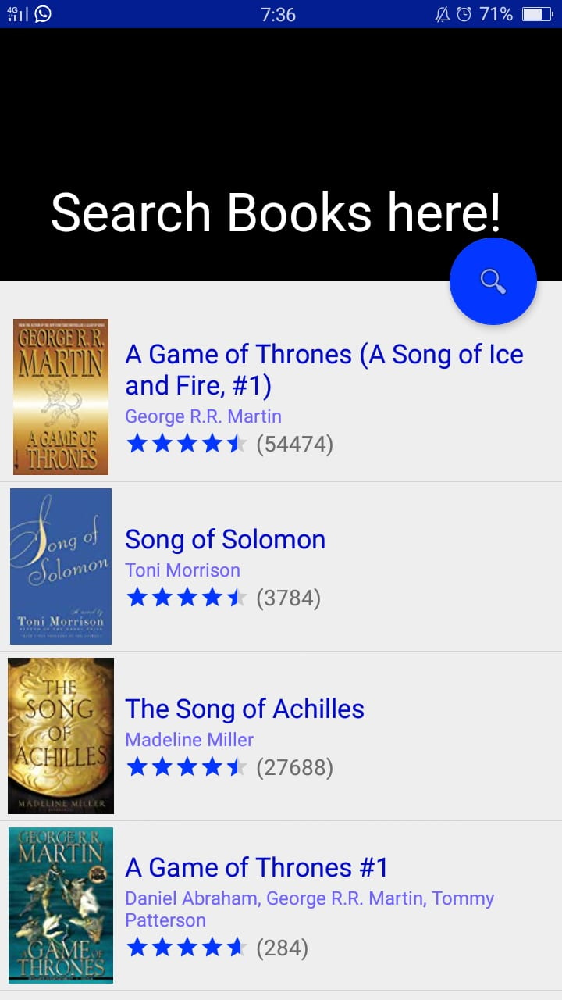 4G
7:36
71%
Search Books here!
GEORGE R. R.
MARTIN
A GAME OF
THRONES
A Game of Thrones (A Song of Ice
and Fire, #1)
George R.R. Martin
(54474)
Song of
Solomon
A novel by
Toni Morrison
Song of Solomon
Toni Morrison
(3784)
THE
SONG
OF
ACHILLES
MADELINE MILLER
The Song of Achilles
Madeline Miller
(27688)
GEORGE R.R.
MARTIN
A GAME OF
THRONES
A Game of Thrones #1
Daniel Abraham, George R.R. Martin, Tommy
Patterson
(284)